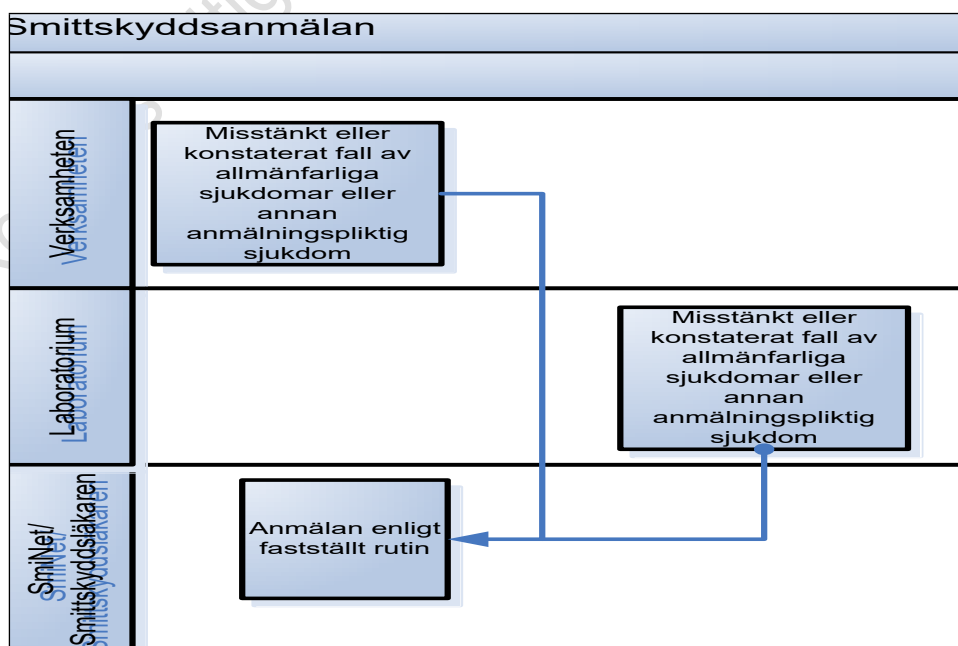 Smittskyddsanmälan
Verksamheten
Misstänkt eller
konstaterat fall av
allmänfarliga
sjukdomar eller
annan
anmälningspliktig
sjukdom
Laboratorium
Misstänkt eller
konstaterat fall av
allmänfarliga
sjukdomar eller
annan
anmälningspliktig
sjukdom
SmiNet/
Smittskyddsläkaren
Anmälan enligt
fastställt rutin